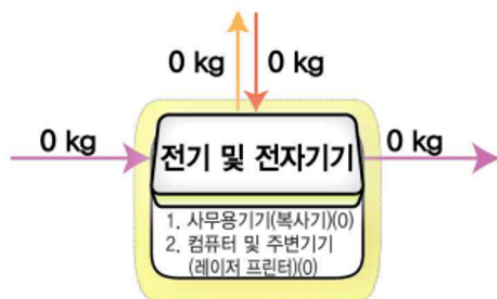 0 kg 0 kg
0 kg 0 kg
전기 및 전자기기
1. 사무용기기(복사기)(0)
2. 컴퓨터 및 주변기기
(레이저 프린터)(0)